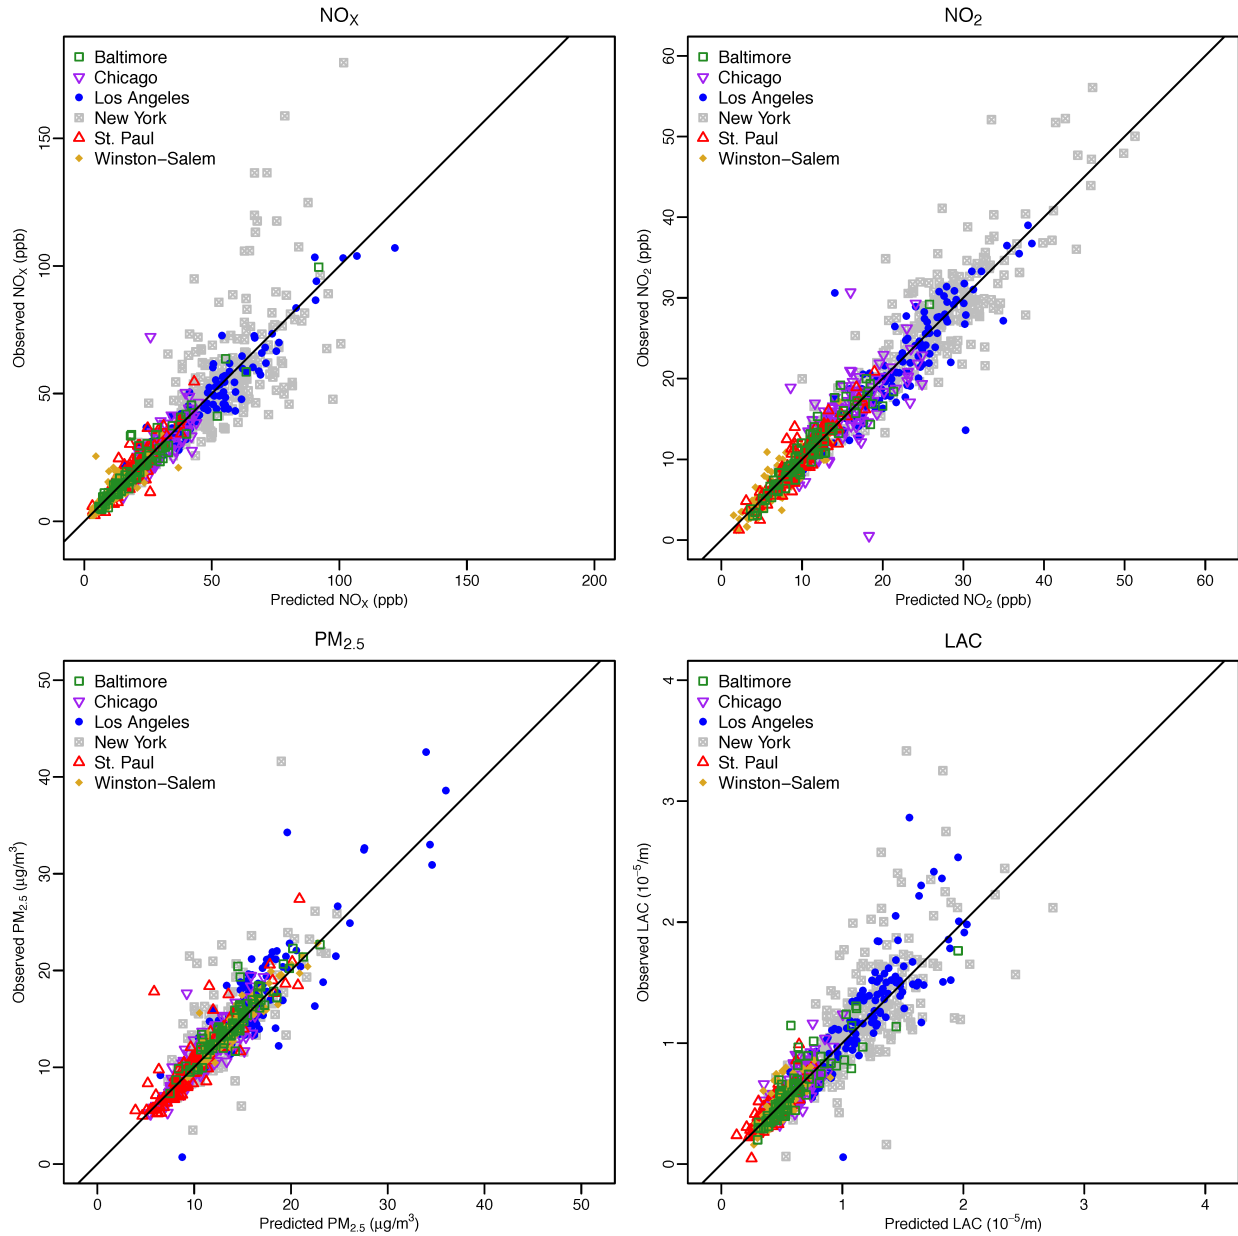 NOX
Baltimore
Chicago
Los Angeles
New York
St. Paul
Winston−Salem
Observed NOX (ppb)
150
100
50
0
0 50 100 150 200
Predicted NOX (ppb)
NO2
Baltimore
Chicago
Los Angeles
New York
St. Paul
Winston−Salem
Observed NO2 (ppb)
60
50
40
30
20
10
0
0 10 20 30 40 50 60
Predicted NO2 (ppb)
PM2.5
Baltimore
Chicago
Los Angeles
New York
St. Paul
Winston−Salem
Observed PM2.5 (μg/m³)
50
40
30
20
10
0
0 10 20 30 40 50
Predicted PM2.5 (μg/m³)
LAC
Baltimore
Chicago
Los Angeles
New York
St. Paul
Winston−Salem
Observed LAC (10⁻⁵/m)
4
3
2
1
0
0 1 2 3 4
Predicted LAC (10⁻⁵/m)